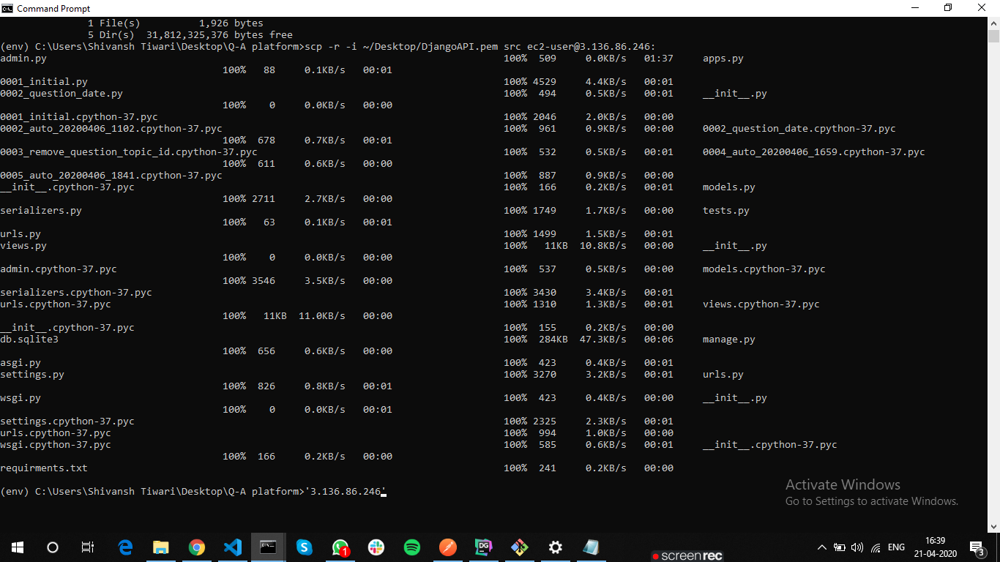 Command Prompt
1 File(s) 1,926 bytes
5 Dir(s) 31,812,325,376 bytes free
(env) C:\Users\Shivansh Tiwari\Desktop\Q-A platform>scp -r -i ~/Desktop/DjangoAPI.pem src ec2-user@3.136.86.246:
admin.py 100% 509 0.0KB/s 01:37 apps.py
100% 88 0.1KB/s 00:01
0001_initial.py 100% 4529 4.4KB/s 00:01
0002_question_date.py 100% 494 0.5KB/s 00:01 __init__.py
100% 0 0.0KB/s 00:00
0001_initial.cpython-37.pyc 100% 2046 2.0KB/s 00:00
0002_auto_20200406_1102.cpython-37.pyc 100% 961 0.9KB/s 00:00 0002_question_date.cpython-37.pyc
100% 678 0.7KB/s 00:01
0003_remove_question_topic_id.cpython-37.pyc 100% 532 0.5KB/s 00:01 0004_auto_20200406_1659.cpython-37.pyc
100% 611 0.6KB/s 00:00
0005_auto_20200406_1841.cpython-37.pyc 100% 887 0.9KB/s 00:00
__init__.cpython-37.pyc 100% 166 0.2KB/s 00:01 models.py
100% 2711 2.7KB/s 00:00
serializers.py 100% 1749 1.7KB/s 00:00 tests.py
100% 63 0.1KB/s 00:01
urls.py 100% 1499 1.5KB/s 00:01
views.py 100% 11KB 10.8KB/s 00:00 __init__.py
100% 0 0.0KB/s 00:00
admin.cpython-37.pyc 100% 537 0.5KB/s 00:00 models.cpython-37.pyc
100% 3546 3.5KB/s 00:00
serializers.cpython-37.pyc 100% 3430 3.4KB/s 00:01
urls.cpython-37.pyc 100% 1310 1.3KB/s 00:01 views.cpython-37.pyc
100% 11KB 11.0KB/s 00:00
__init__.cpython-37.pyc 100% 155 0.2KB/s 00:00
db.sqlite3 100% 284KB 47.3KB/s 00:06 manage.py
100% 656 0.6KB/s 00:00
asgi.py 100% 423 0.4KB/s 00:01
settings.py 100% 3270 3.2KB/s 00:01 urls.py
100% 826 0.8KB/s 00:01
wsgi.py 100% 423 0.4KB/s 00:00 __init__.py
100% 0 0.0KB/s 00:01
settings.cpython-37.pyc 100% 2325 2.3KB/s 00:01
urls.cpython-37.pyc 100% 994 1.0KB/s 00:00
wsgi.cpython-37.pyc 100% 585 0.6KB/s 00:01 __init__.cpython-37.pyc
100% 166 0.2KB/s 00:00
requirments.txt 100% 241 0.2KB/s 00:00
(env) C:\Users\Shivansh Tiwari\Desktop\Q-A platform>'3.136.86.246'
Activate Windows
Go to Settings to activate Windows.
1
DG
ENG
16:39
21-04-2020
3
screenrec